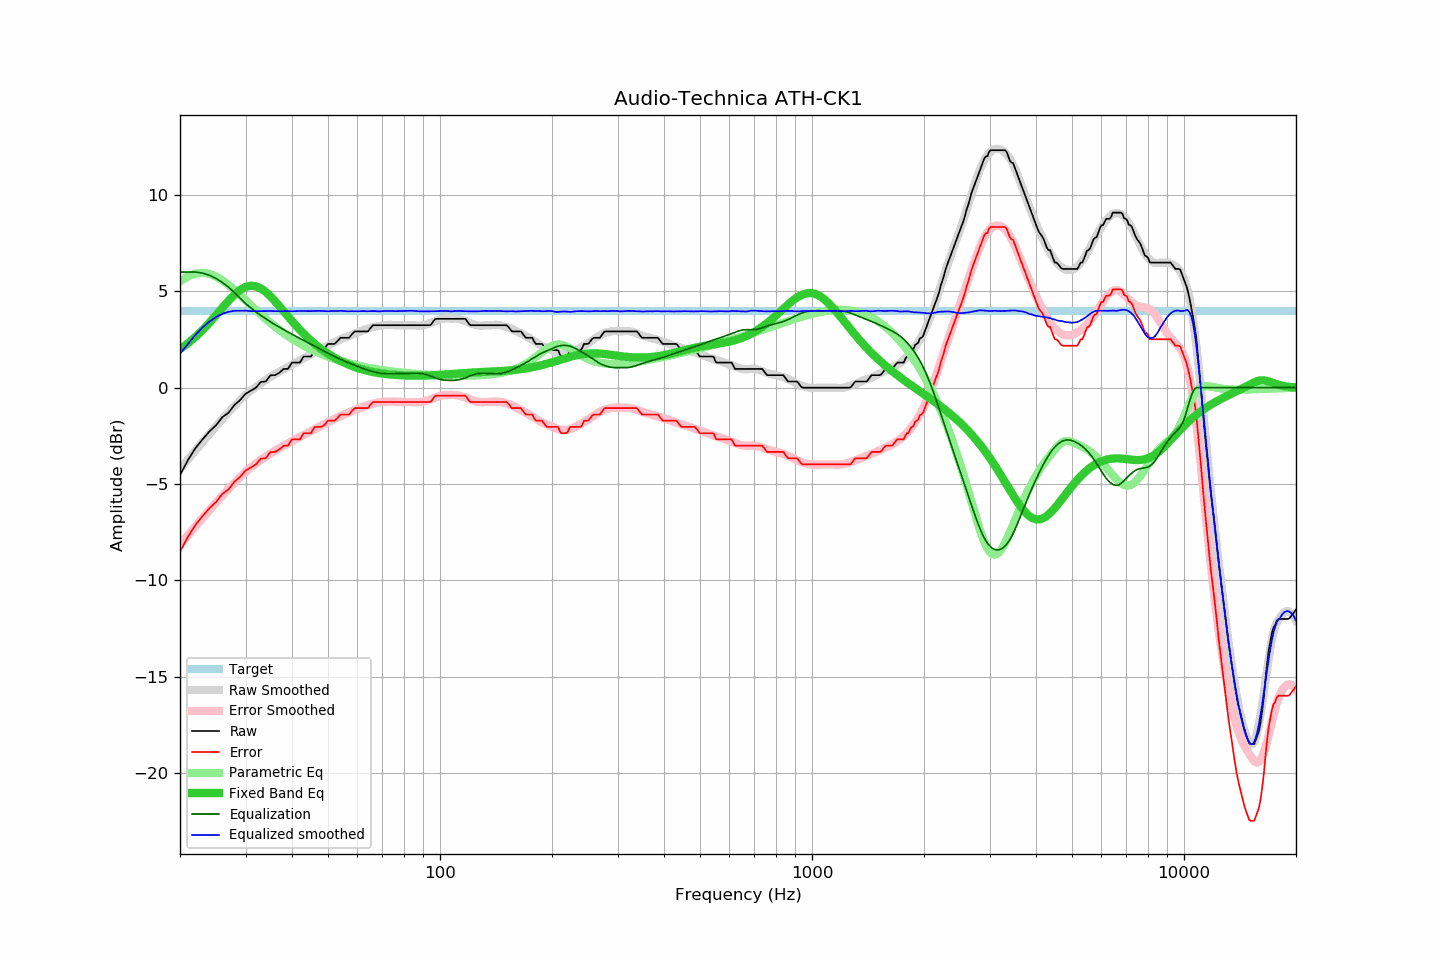 Audio-Technica ATH-CK1
Amplitude (dBr)
10
5
0
−5
−10
−15
−20
Target
Raw Smoothed
Error Smoothed
Raw
Error
Parametric Eq
Fixed Band Eq
Equalization
Equalized smoothed
100
1000
10000
Frequency (Hz)